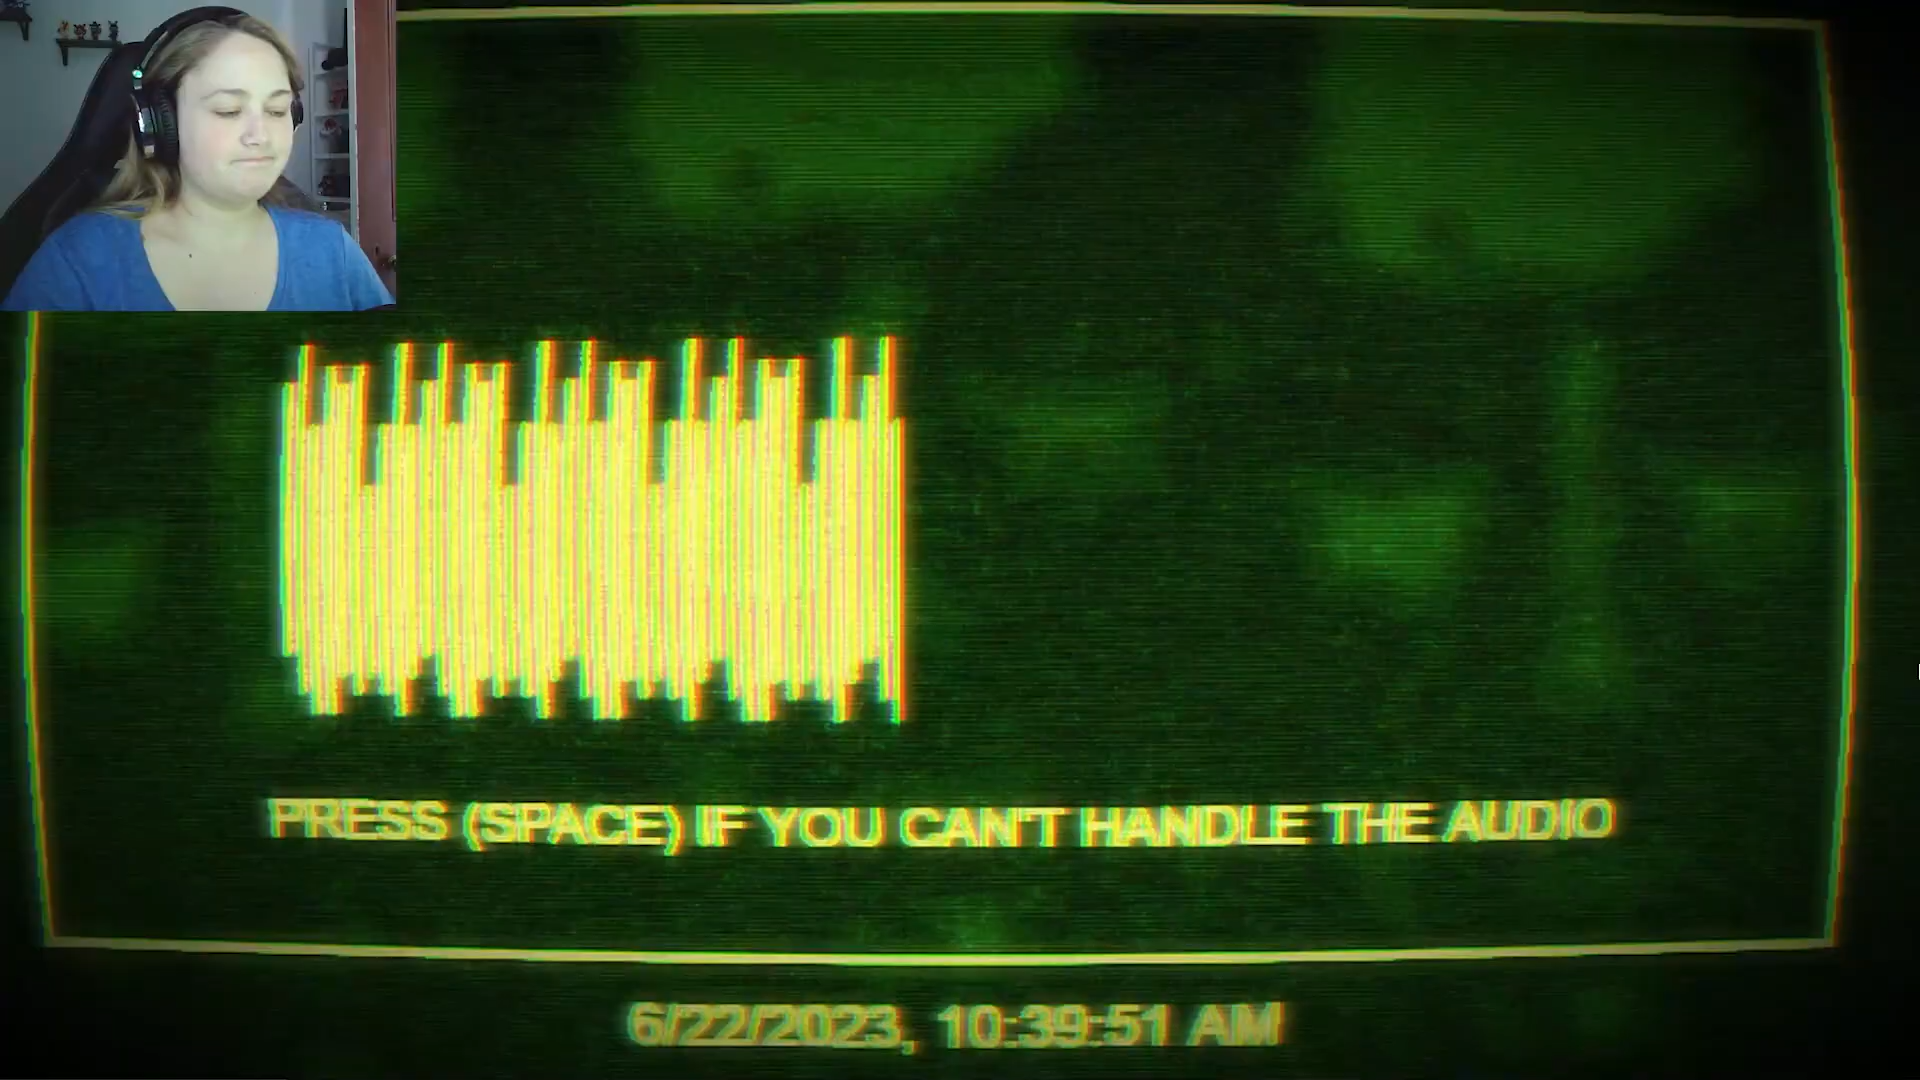 PRESS (SPACE) IF YOU CAN'T HANDLE THE AUDIO
6/22/2023, 10:39:51 AM